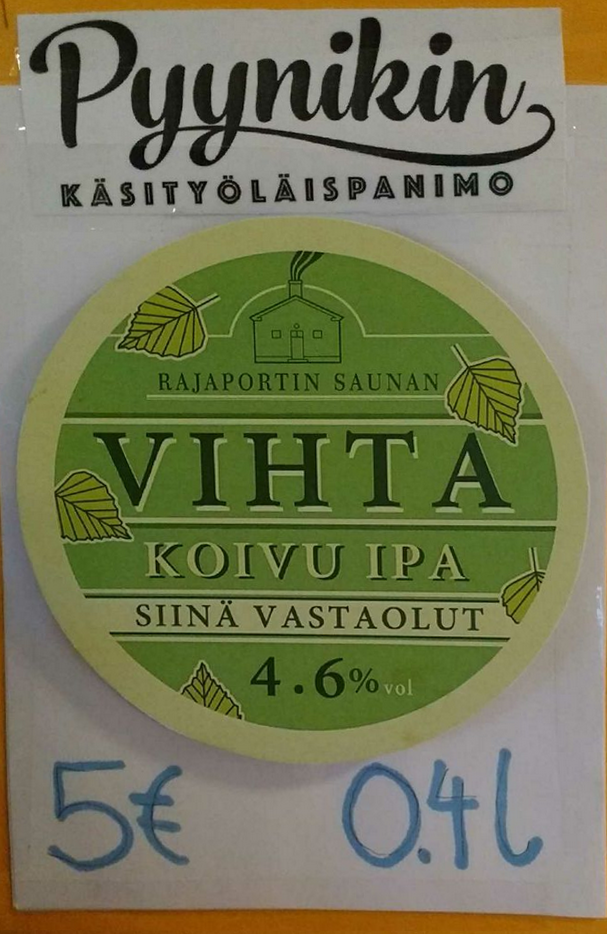 Pyynikin
KÄSITYÖLÄISPANIMO
RAJAPORTIN SAUNAN
VIHTA
KOIVU IPA
SIINÄ VASTAOLUT
4.6% vol
5€ 0.4l